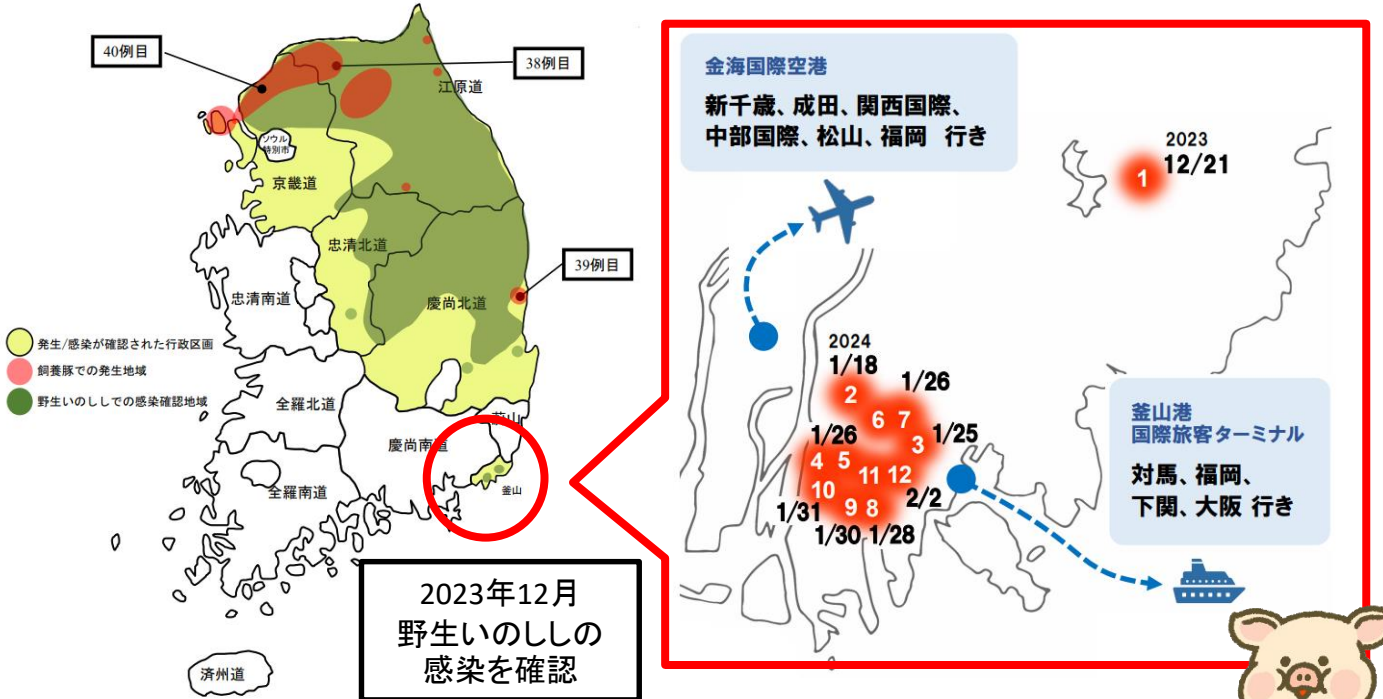 40例目
38例目
江原道
ソウル
特別市
京畿道
忠清北道
39例目
忠清南道
慶尚北道
発生/感染が確認された行政区画
飼養豚での発生地域
野生いのししでの感染確認地域
全羅北道
蔚山
慶尚南道
全羅南道
釜山
済州道
2023年12月
野生いのししの
感染を確認
金海国際空港
新千歳、成田、関西国際、
中部国際、松山、福岡 行き
2023
12/21
1
2024
1/18
2
1/26
6 7
1/26
3
1/25
4 5
11 12
10
2/2
1/31
9 8
1/30
1/28
釜山港
国際旅客ターミナル
対馬、福岡、
下関、大阪 行き